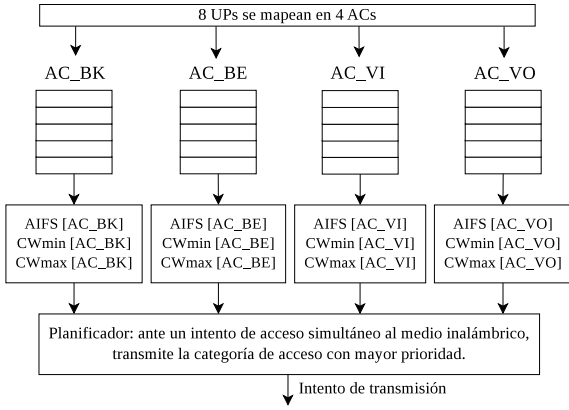 8 UPs se mapean en 4 ACs
AC_BK
AC_BE
AC_VI
AC_VO
AIFS [AC_BK]
CWmin [AC_BK]
CWmax [AC_BK]
AIFS [AC_BE]
CWmin [AC_BE]
CWmax [AC_BE]
AIFS [AC_VI]
CWmin [AC_VI]
CWmax [AC_VI]
AIFS [AC_VO]
CWmin [AC_VO]
CWmax [AC_VO]
Planificador: ante un intento de acceso simultáneo al medio inalámbrico,
transmite la categoría de acceso con mayor prioridad.
Intento de transmisión